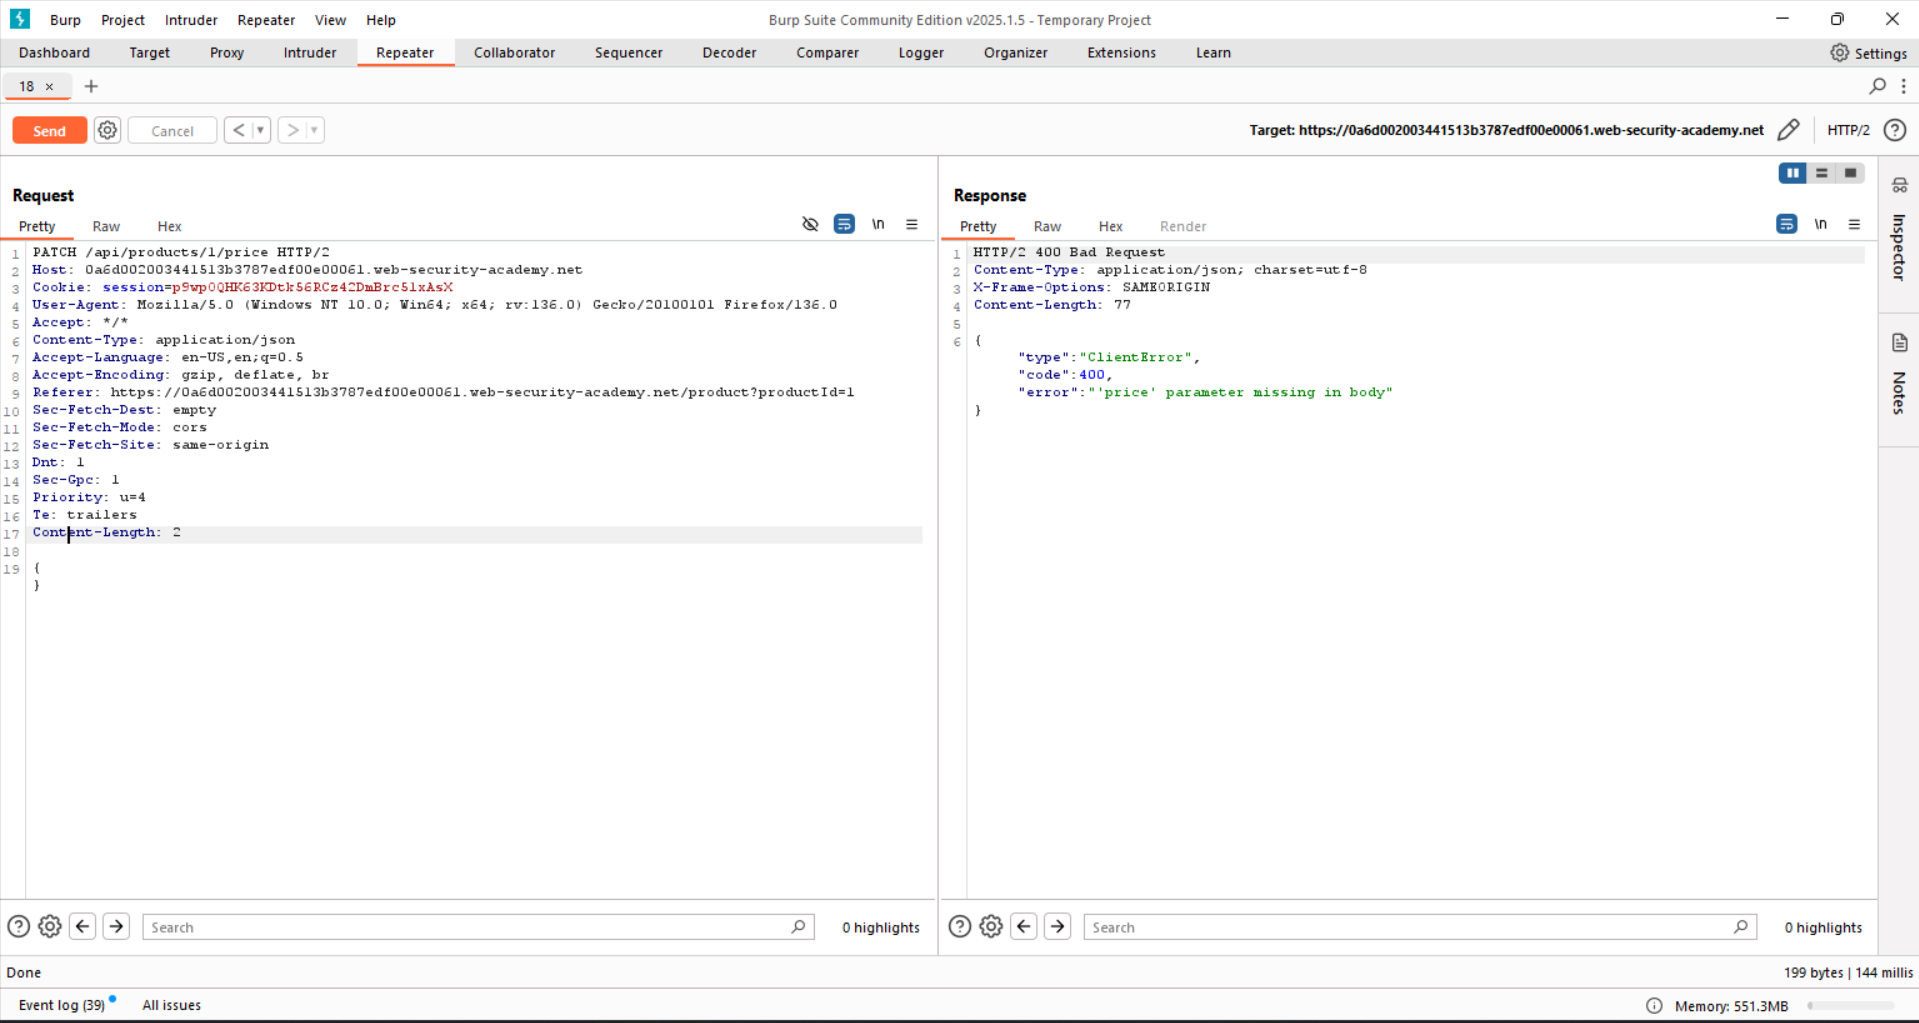 Burp Project Intruder Repeater View Help
Burp Suite Community Edition v2025.1.5 - Temporary Project
Dashboard Target Proxy Intruder Repeater Collaborator Sequencer Decoder Comparer Logger Organizer Extensions Learn
Settings
18 × +
Send Cancel < >
Target: https://0a6d002003441513b3787edf00e00061.web-security-academy.net HTTP/2
Request
Pretty Raw Hex
\n
1 PATCH /api/products/1/price HTTP/2
2 Host: 0a6d002003441513b3787edf00e00061.web-security-academy.net
3 Cookie: session=p9wp0QHK63KDtk56RCz42DmBrc51xAsX
4 User-Agent: Mozilla/5.0 (Windows NT 10.0; Win64; x64; rv:136.0) Gecko/20100101 Firefox/136.0
5 Accept: */*
6 Content-Type: application/json
7 Accept-Language: en-US,en;q=0.5
8 Accept-Encoding: gzip, deflate, br
9 Referer: https://0a6d002003441513b3787edf00e00061.web-security-academy.net/product?productId=1
10 Sec-Fetch-Dest: empty
11 Sec-Fetch-Mode: cors
12 Sec-Fetch-Site: same-origin
13 Dnt: 1
14 Sec-Gpc: 1
15 Priority: u=4
16 Te: trailers
17 Content-Length: 2
18
19 {
}
Search
0 highlights
Response
Pretty Raw Hex Render
\n
1 HTTP/2 400 Bad Request
2 Content-Type: application/json; charset=utf-8
3 X-Frame-Options: SAMEORIGIN
4 Content-Length: 77
5
6 {
"type":"ClientError",
"code":400,
"error":"'price' parameter missing in body"
}
Search
0 highlights
Inspector
Notes
Done
199 bytes | 144 millis
Event log (39) All issues
Memory: 551.3MB